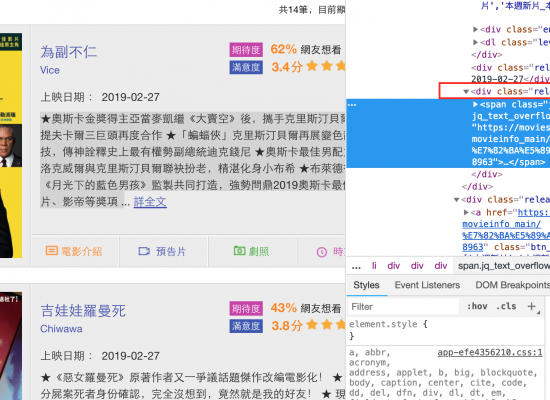 共14筆，目前顯
為副不仁
Vice
期待度 62% 網友想看
滿意度 3.4分
上映日期： 2019-02-27
★奧斯卡金獎得主亞當麥凱繼《大賣空》後，攜手克里斯汀貝爾
提夫卡爾三巨頭再度合作 ★「蝙蝠俠」克里斯汀貝爾再展變色
技，傳神詮釋史上最有權勢副總統迪克錢尼 ★奧斯卡最佳男配
洛克威爾與克里斯汀貝爾聯袂扮老，精湛化身小布希 ★布萊德
《月光下的藍色男孩》監製共同打造，強勢問鼎2019奧斯卡最
片、影帝等獎項 ... 詳全文
電影介紹
預告片
劇照
時
吉娃娃羅曼死
Chiwawa
期待度 43% 網友想看
滿意度 3.8分
上映日期： 2019-02-27
★《惡女羅曼死》原著作者又一爭議話題傑作改編電影化！ ★
分屍案死者身份確認，完全沒想到，竟然就是我的好友！ ★
片','本週新片_本
▶<div class="en
▶<dl class="lev
</div>
<div class="rele
2019-02-27</div>
▼<div class="rele
▶<span class="
jq_text_overflo
"https://movies
movieinfo_main/
%E7%82%BA%E5%89
8963">…</span>
</div>
</div>
▼<div class="releas
▶<a href="https:
movieinfo_main/
%E7%82%BA%E5%89%
8963" class="btn_
... li div div div span.jq_text_overflow
Styles Event Listeners DOM Breakpoints
Filter :hov .cls +
element.style {
}
a, abbr, app-efe4356210.css:1
acronym,
address, applet, b, big, blockquote,
body, caption, center, cite, code,
dd, del, dfn, div, dl, dt, em,